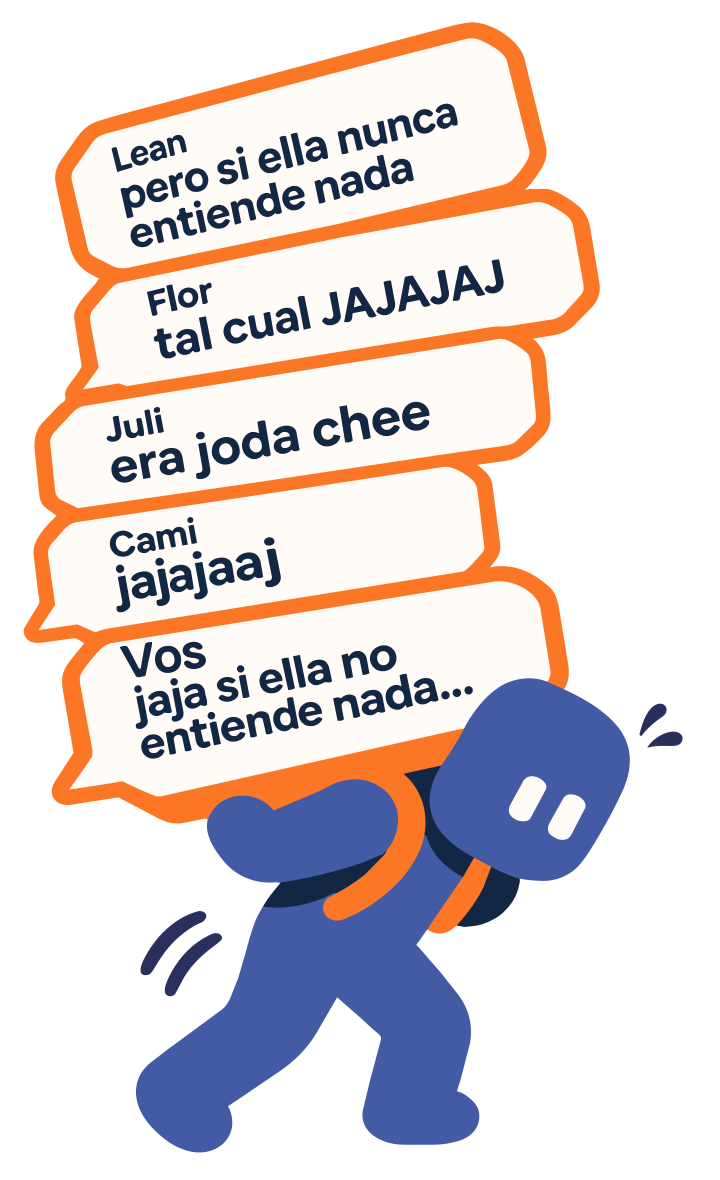 Lean
pero si ella nunca
entiende nada
Flor
tal cual JAJAJAJ
Juli
era joda chee
Cami
jajajaaj
Vos
jaja si ella no
entiende nada...